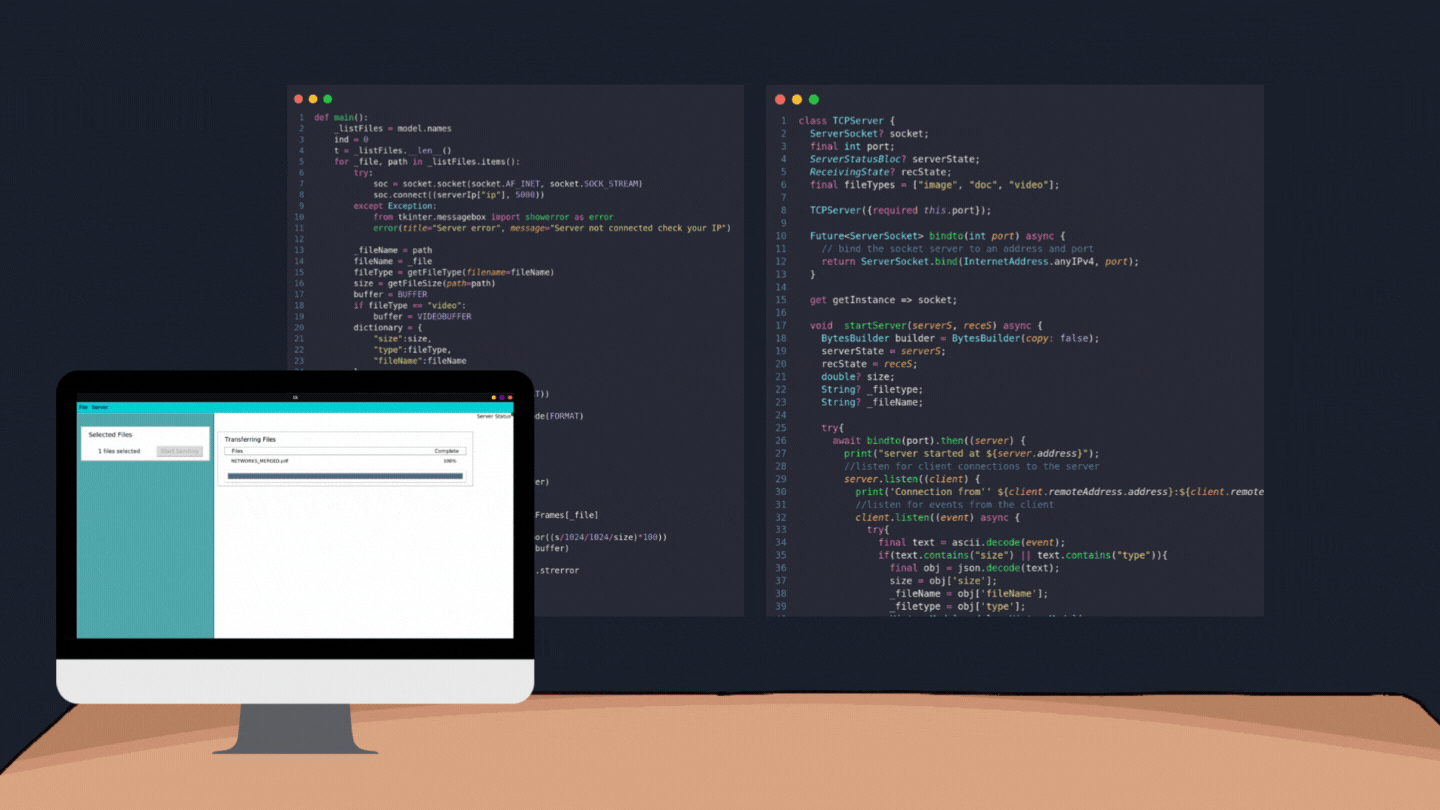 1 def main():
2 _listFiles = model.names
3 ind = 0
4 t = _listFiles.__len__()
5 for _file, path in _listFiles.items():
6 try:
7 soc = socket.socket(socket.AF_INET, socket.SOCK_STREAM)
8 soc.connect((serverIp["ip"], 5000))
9 except Exception:
10 from tkinter.messagebox import showerror as error
11 error(title="Server error", message="Server not connected check your IP")
12
13 _fileName = path
14 fileName = _file
15 fileType = getFileType(filename=fileName)
16 size = getFileSize(path=path)
17 buffer = BUFFER
18 if fileType == "video":
19 buffer = VIDEOBUFFER
20 dictionary = {
21 "size":size,
22 "type":fileType,
23 "fileName":fileName
T))
de(FORMAT)
er)
Frames[_file]
or((s/1024/1024/size)*100))
buffer)
.strerror
1 class TCPServer {
2 ServerSocket? socket;
3 final int port;
4 ServerStatusBloc? serverState;
5 ReceivingState? recState;
6 final fileTypes = ["image", "doc", "video"];
7
8 TCPServer({required this.port});
9
10 Future<ServerSocket> bindto(int port) async {
11 // bind the socket server to an address and port
12 return ServerSocket.bind(InternetAddress.anyIPv4, port);
13 }
14
15 get getInstance => socket;
16
17 void startServer(serverS, receS) async {
18 BytesBuilder builder = BytesBuilder(copy: false);
19 serverState = serverS;
20 recState = receS;
21 double? size;
22 String? _filetype;
23 String? _fileName;
24
25 try{
26 await bindto(port).then((server) {
27 print("server started at ${server.address}");
28 //listen for client connections to the server
29 server.listen((client) {
30 print('Connection from'' ${client.remoteAddress.address}:${client.remote
31 //listen for events from the client
32 client.listen((event) async {
33 try{
34 final text = ascii.decode(event);
35 if(text.contains("size") || text.contains("type")){
36 final obj = json.decode(text);
37 size = obj['size'];
38 _fileName = obj['fileName'];
39 _filetype = obj['type'];
tk
File Server
Server Status
Selected Files
1 files selected Start Sending
Transferring Files
Files Complete
NETWORKS_MERGED.pdf 100%